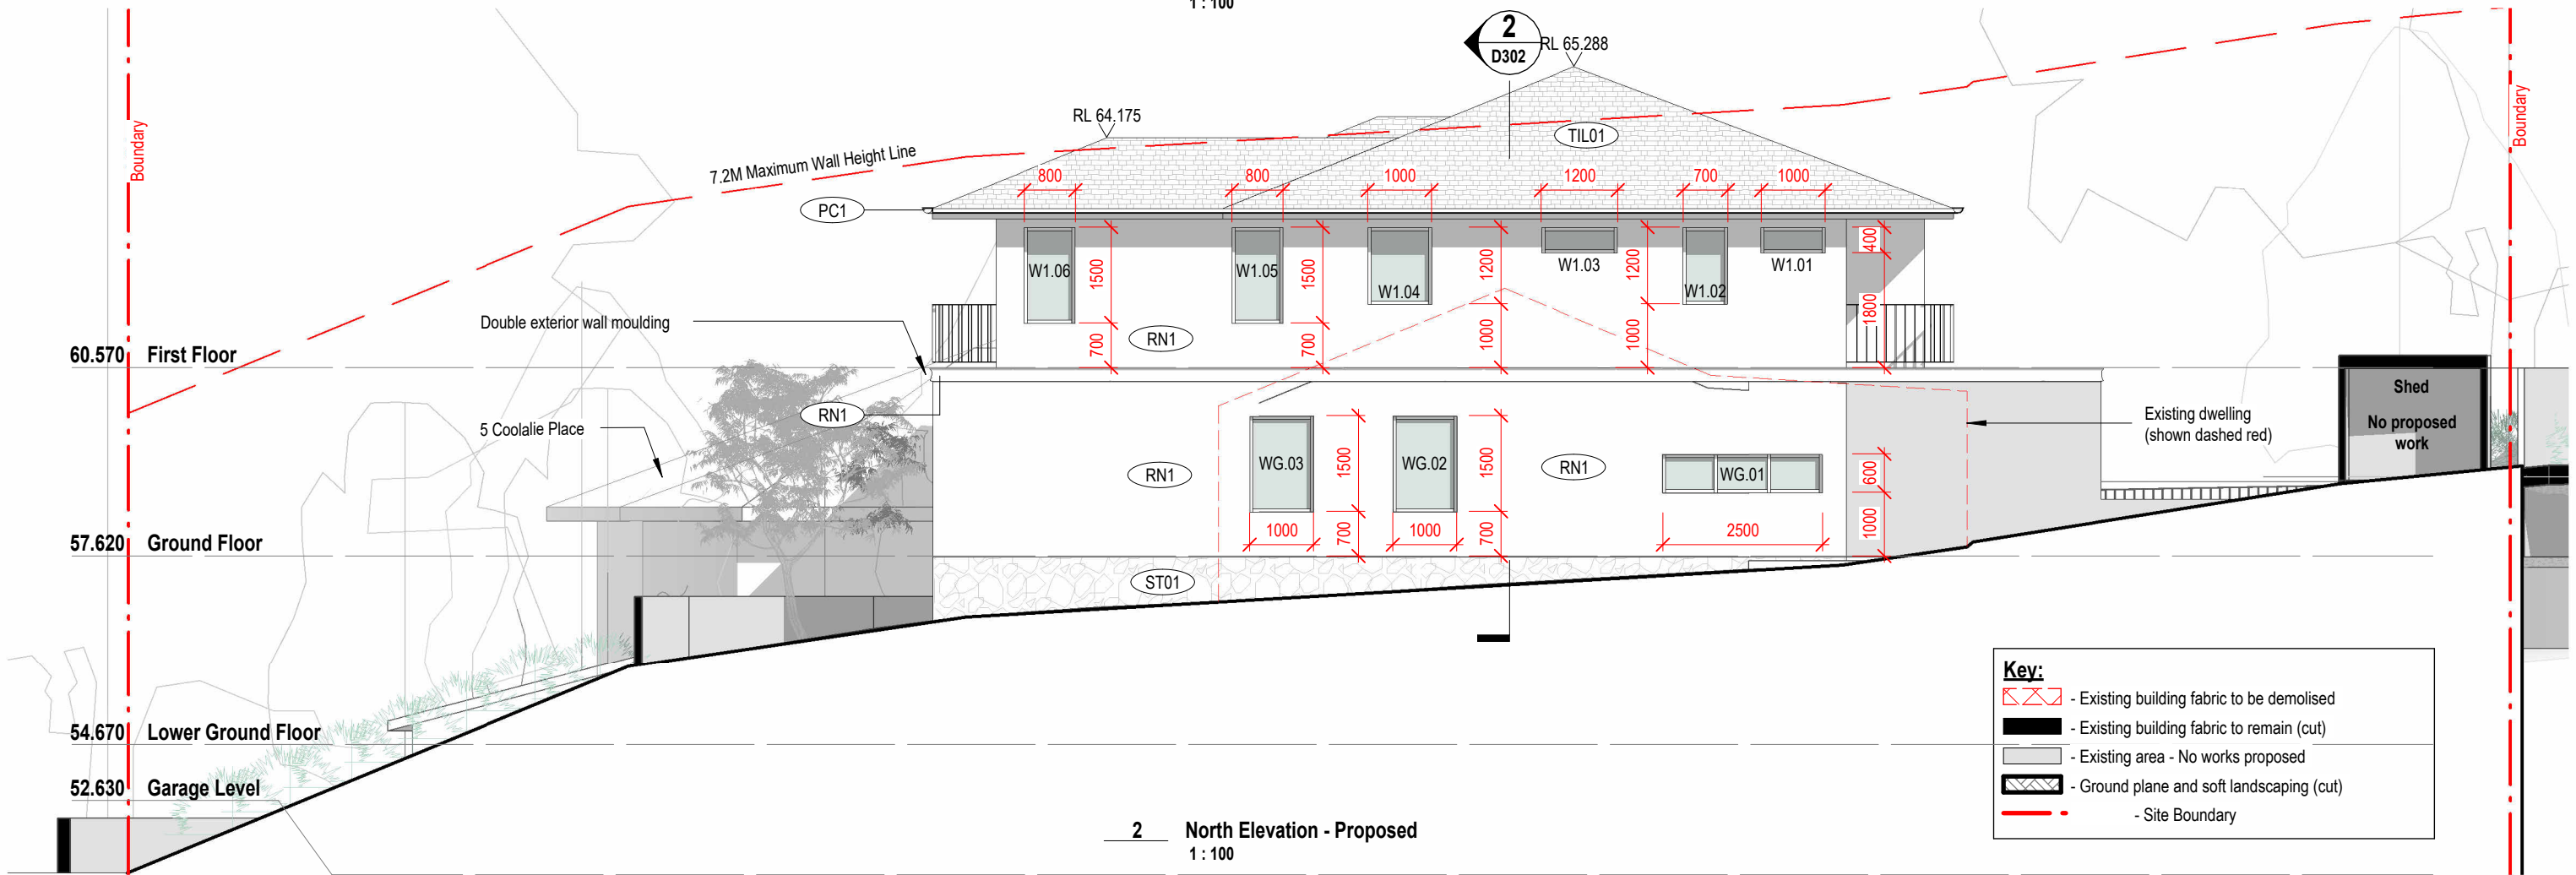 1 : 100
2
D302
RL 65.288
RL 64.175
Boundary
Boundary
7.2M Maximum Wall Height Line
TIL01
PC1
800
800
1000
1200
700
1000
W1.06
1500
W1.05
1500
W1.04
1200
W1.03
1200
W1.02
W1.01
400
1800
Double exterior wall moulding
700
RN1
700
1000
1000
60.570 First Floor
RN1
5 Coolalie Place
Shed
No proposed
work
Existing dwelling
(shown dashed red)
RN1
WG.03
1500
WG.02
1500
RN1
WG.01
600
1000
1000
700
1000
700
2500
57.620 Ground Floor
ST01
54.670 Lower Ground Floor
52.630 Garage Level
Key:
- Existing building fabric to be demolised
- Existing building fabric to remain (cut)
- Existing area - No works proposed
- Ground plane and soft landscaping (cut)
- Site Boundary
2 North Elevation - Proposed
1 : 100